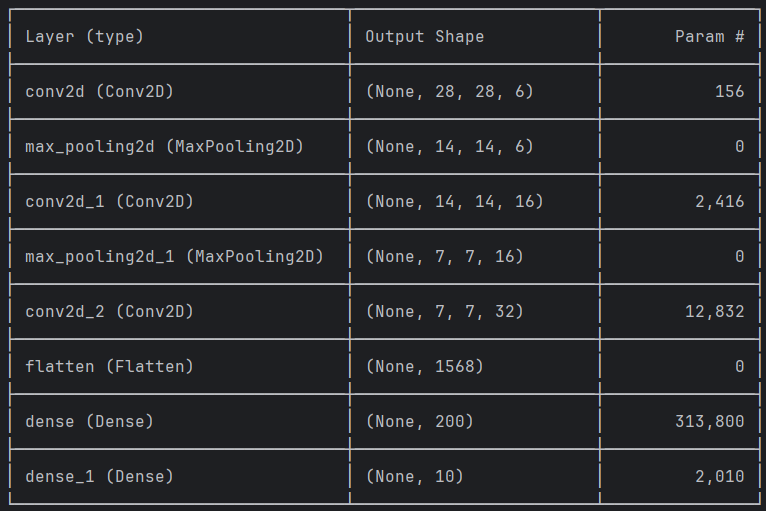 Layer (type) Output Shape Param #
conv2d (Conv2D) (None, 28, 28, 6) 156
max_pooling2d (MaxPooling2D) (None, 14, 14, 6) 0
conv2d_1 (Conv2D) (None, 14, 14, 16) 2,416
max_pooling2d_1 (MaxPooling2D) (None, 7, 7, 16) 0
conv2d_2 (Conv2D) (None, 7, 7, 32) 12,832
flatten (Flatten) (None, 1568) 0
dense (Dense) (None, 200) 313,800
dense_1 (Dense) (None, 10) 2,010